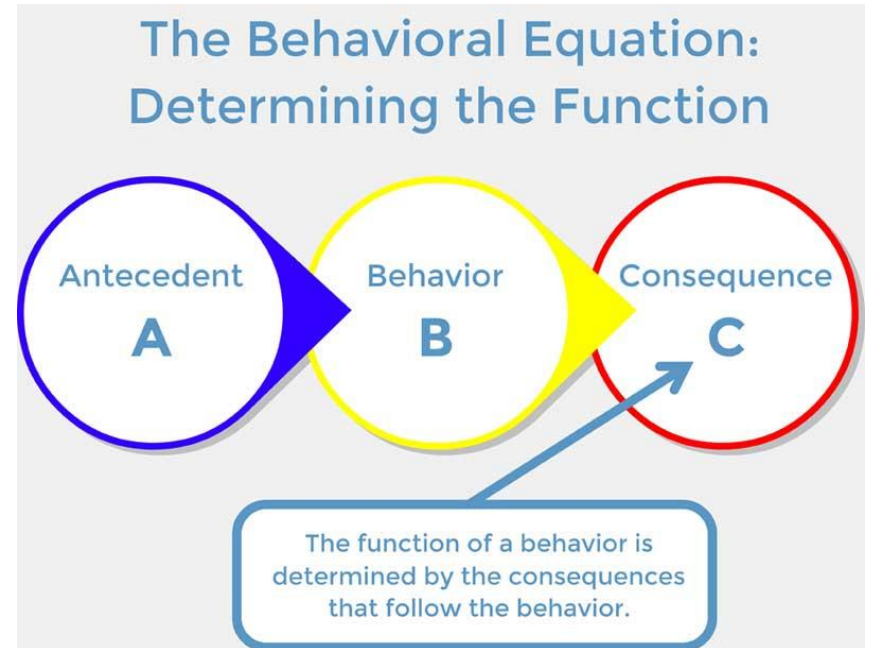 The Behavioral Equation:
Determining the Function
Antecedent
A
Behavior
B
Consequence
C
The function of a behavior is
determined by the consequences
that follow the behavior.